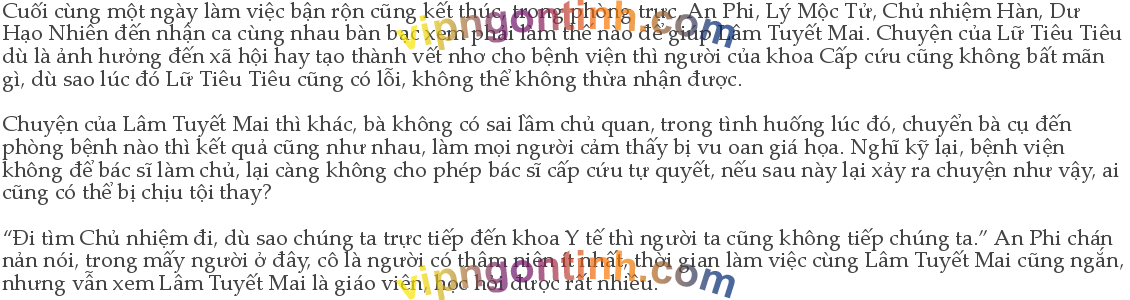 Cuối cùng một ngày làm việc bận rộn cũng kết thúc, trong phòng trực, An Phi, Lý Mộc Tử, Chủ nhiệm Hàn, Dư
Hạo Nhiên đến nhận ca cùng nhau bàn bạc xem phải làm thế nào để giúp Lâm Tuyết Mai. Chuyện của Lữ Tiêu Tiêu
dù là ảnh hưởng đến xã hội hay tạo thành vết nhơ cho bệnh viện thì người của khoa Cấp cứu cũng không bất mãn
gì, dù sao lúc đó Lữ Tiêu Tiêu cũng có lỗi, không thể không thừa nhận được.
vipngontinh.com
Chuyện của Lâm Tuyết Mai thì khác, bà không có sai lầm chủ quan, trong tình huống lúc đó, chuyển bà cụ đến
phòng bệnh nào thì kết quả cũng như nhau, làm mọi người cảm thấy bị vu oan giá họa. Nghĩ kỹ lại, bệnh viện
không để bác sĩ làm chủ, lại càng không cho phép bác sĩ cấp cứu tự quyết, nếu sau này lại xảy ra chuyện như vậy, ai
cũng có thể bị chịu tội thay?
“Đi tìm Chủ nhiệm đi, dù sao chúng ta trực tiếp đến khoa Y tế thì người ta cũng không tiếp chúng ta.” An Phi chán
nản nói, trong mấy người ở đây, cô là người có thâm niên ít nhất, thời gian làm việc cùng Lâm Tuyết Mai cũng ngắn,
nhưng vẫn xem Lâm Tuyết Mai là giáo viên, học hỏi được rất nhiều.
vipngontinh.com